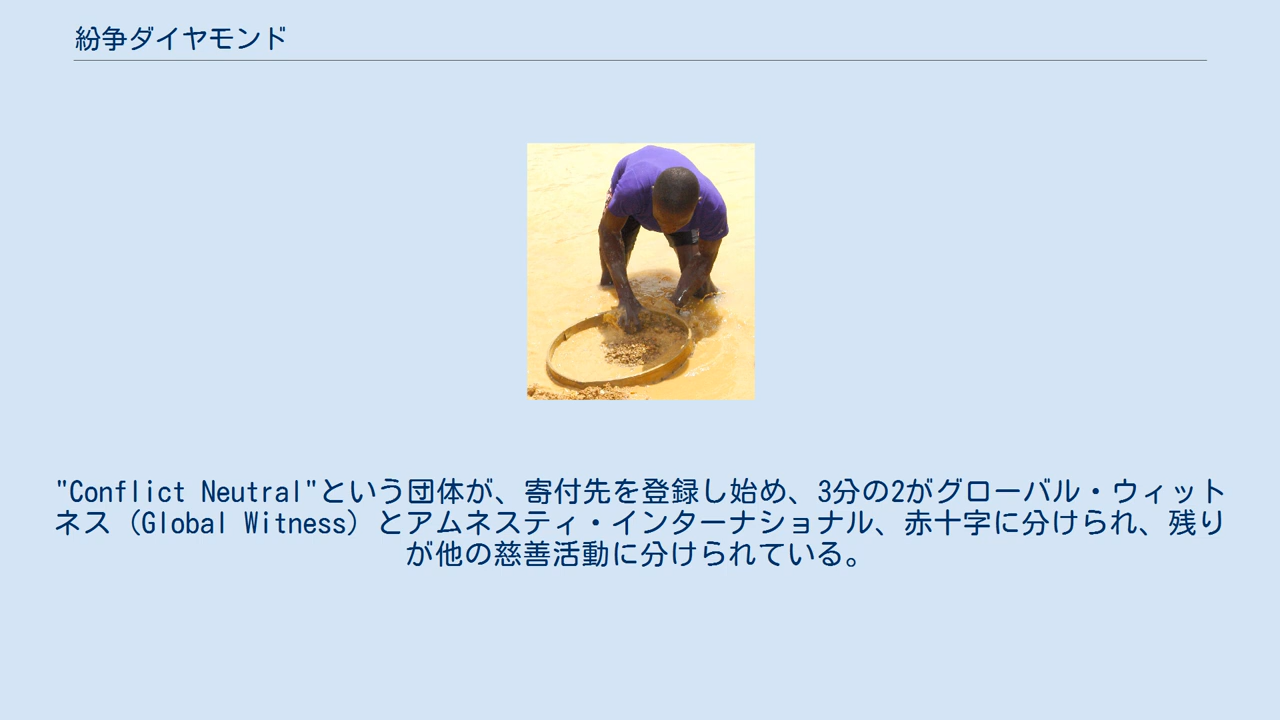 紛争ダイヤモンド
"Conflict Neutral"という団体が、寄付先を登録し始め、3分の2がグローバル・ウィット
ネス（Global Witness）とアムネスティ・インターナショナル、赤十字に分けられ、残り
が他の慈善活動に分けられている。